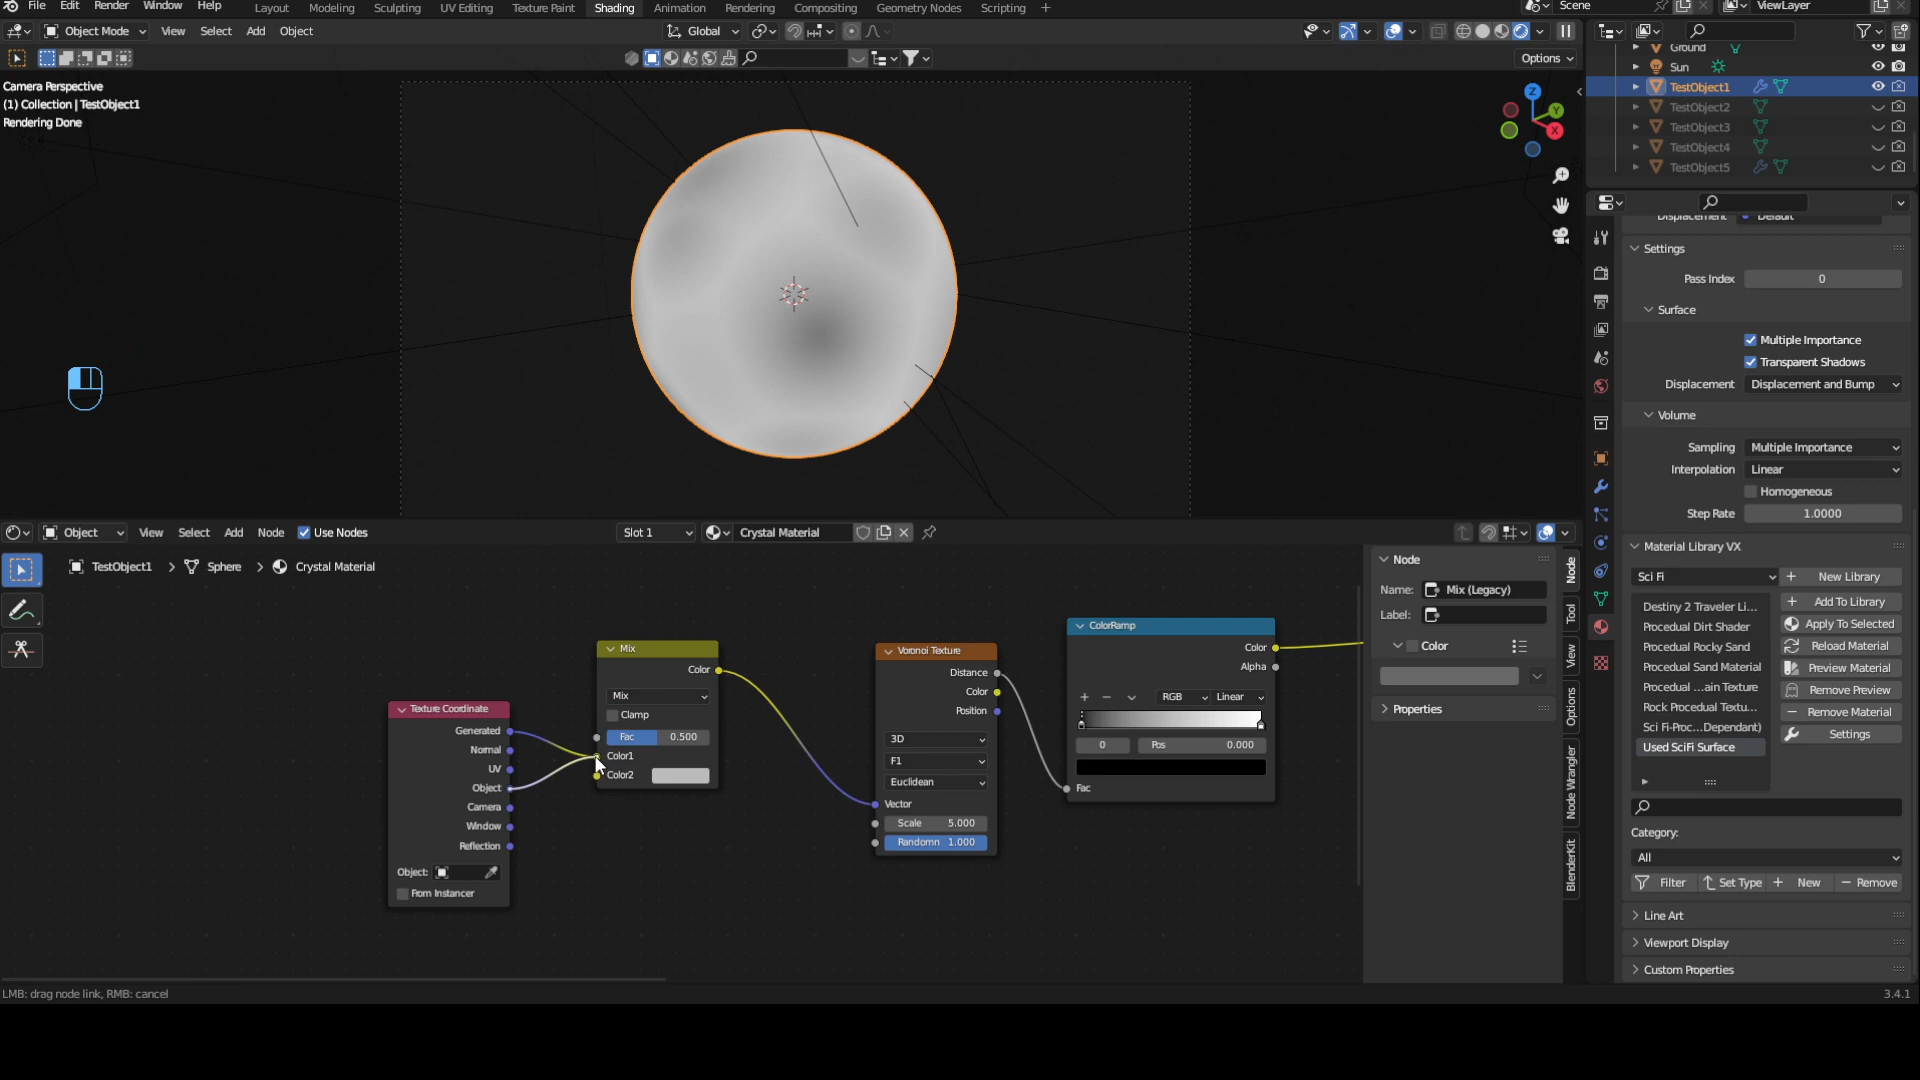 File Edit Render Window Help Layout Modeling Sculpting UV Editing Texture Paint Shading Animation Rendering Compositing Geometry Nodes Scripting + Scene ViewLayer
Object Mode View Select Add Object Global
Options
Camera Perspective
(1) Collection | TestObject1
Rendering Done
Z
Y
X
Ground
Sun
TestObject1
TestObject2
TestObject3
TestObject4
TestObject5
Displacement Default
Settings
Pass Index 0
Surface
Multiple Importance
Transparent Shadows
Displacement Displacement and Bump
Volume
Sampling Multiple Importance
Interpolation Linear
Homogeneous
Step Rate 1.0000
Material Library VX
Sci Fi New Library
Destiny 2 Traveler Li... Add To Library
Procedual Dirt Shader Apply To Selected
Procedual Rocky Sand Reload Material
Procedual Sand Material Preview Material
Procedual ...ain Texture Remove Preview
Rock Procedual Textu... Remove Material
Sci Fi-Proc...Dependant) Settings
Used SciFi Surface
Category:
All
Filter Set Type New Remove
Line Art
Viewport Display
Custom Properties
Object View Select Add Node Use Nodes Slot 1 Crystal Material
TestObject1 > Sphere > Crystal Material
Texture Coordinate
Generated
Normal
UV
Object
Camera
Window
Reflection
Object:
From Instancer
Mix
Color
Mix
Clamp
Fac 0.500
Color1
Color2
Voronoi Texture
Distance
Color
Position
3D
F1
Euclidean
Vector
Scale 5.000
Randomn 1.000
ColorRamp
Color
Alpha
RGB Linear
0 Pos 0.000
Fac
Node
Name: Mix (Legacy)
Label:
Color
Properties
Node
Tool
View
Options
Node Wrangler
BlenderKit
LMB: drag node link, RMB: cancel
3.4.1